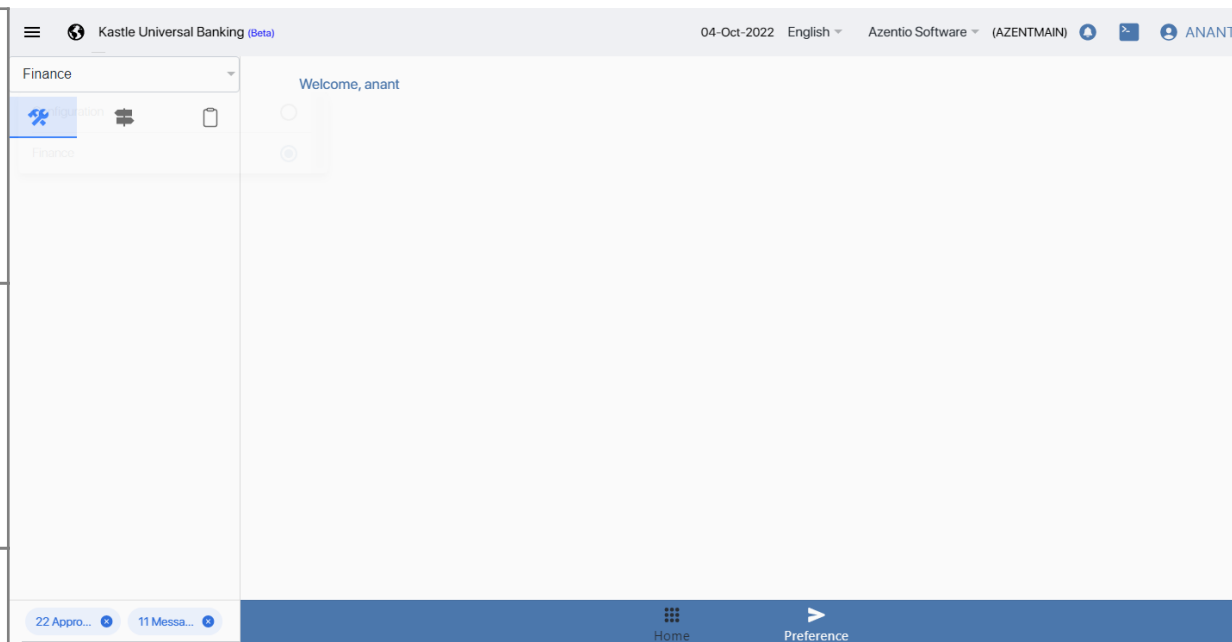 Kastle Universal Banking (Beta) 04-Oct-2022 English Azentio Software (AZENTMAIN) ANANT
Finance
Welcome, anant
Configuration
Finance
22 Appro... 11 Messa...
Home Preference